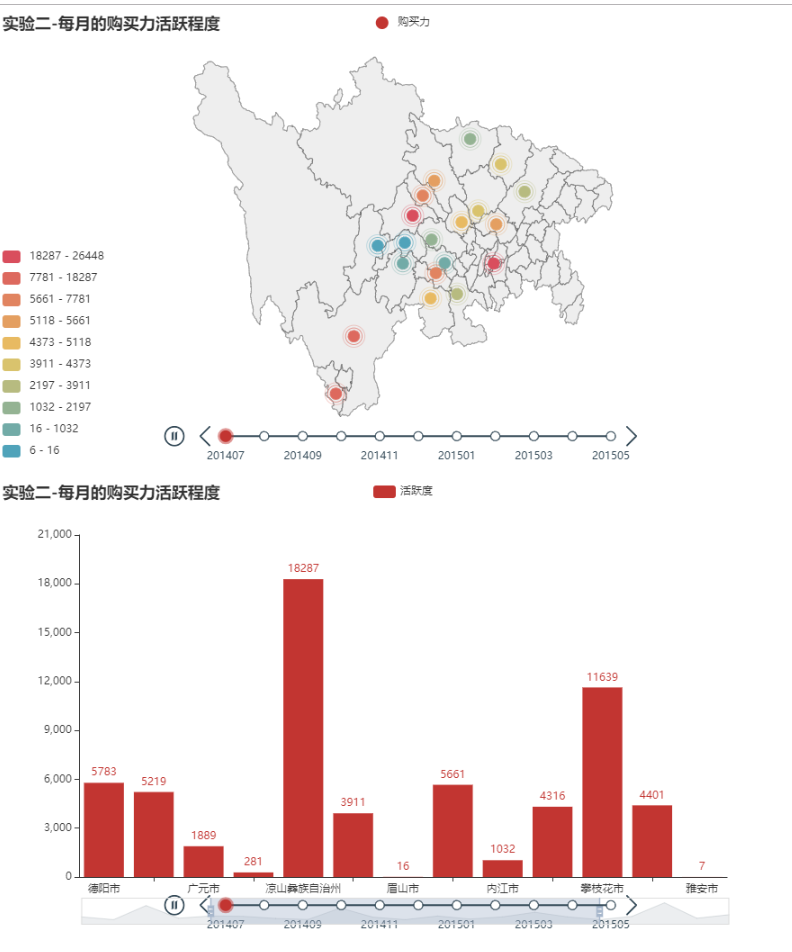 实验二-每月的购买力活跃程度
购买力
18287 - 26448
7781 - 18287
5661 - 7781
5118 - 5661
4373 - 5118
3911 - 4373
2197 - 3911
1032 - 2197
16 - 1032
6 - 16
201407 201409 201411 201501 201503 201505
实验二-每月的购买力活跃程度
活跃度
21,000
18,000
15,000
12,000
9,000
6,000
3,000
0
5783 5219 1889 281 18287 3911 16 5661 1032 4316 11639 4401 7
德阳市 广元市 凉山彝族自治州 眉山市 内江市 攀枝花市 雅安市
201407 201409 201411 201501 201503 201505